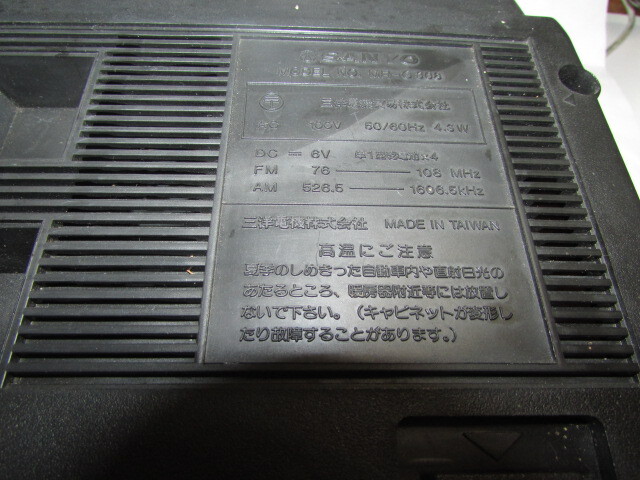 SANYO
MODEL NO.
三洋電機株式会社
100V 50/60Hz 4.3W
DC ═ 6V 単1 ×4
FM 76 ─── 108 MHz
AM 526.5 ─── 1606.5kHz
三洋電機株式会社 MADE IN TAIWAN
高温にご注意
夏季のしめきった自動車内や直射日光の
あたるところ、暖房器附近等には放置し
ないで下さい。(キャビネットが変形し
たり故障することがあります。)